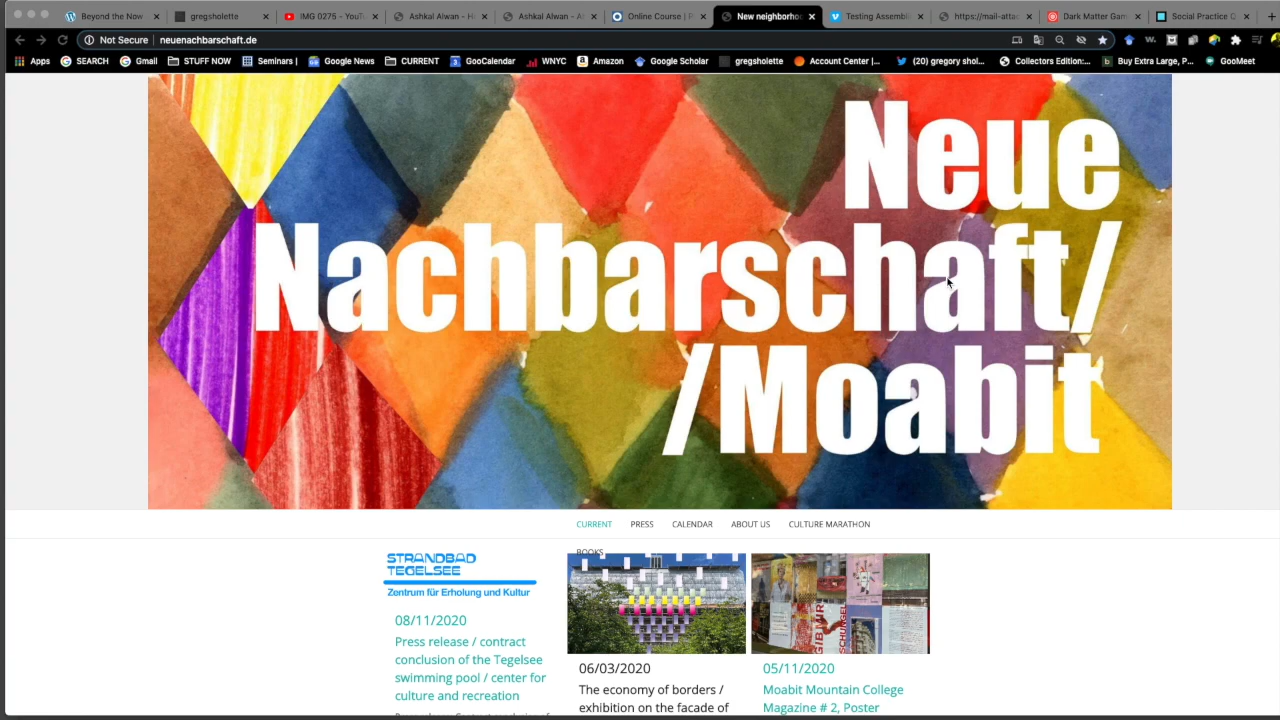 Beyond the Now
gregsholette
IMG 0275 - YouT
Ashkal Alwan - H
Ashkal Alwan - A
Online Course | P
New neighborho
Testing Assembli
https://mail-attac
Dark Matter Gam
Social Practice Q
Not Secure
neuenachbarschaft.de
Apps
SEARCH
Gmail
STUFF NOW
Seminars |
Google News
CURRENT
GooCalendar
WNYC
Amazon
Google Scholar
gregsholette
Account Center |...
(20) gregory shol...
Collectors Edition:...
Buy Extra Large, P...
GooMeet
Neue
Nachbarschaft/
/Moabit
CURRENT
PRESS
CALENDAR
ABOUT US
CULTURE MARATHON
BOOKS
STRANDBAD
TEGELSEE
Zentrum für Erholung und Kultur
08/11/2020
Press release / contract
conclusion of the Tegelsee
swimming pool / center for
culture and recreation
06/03/2020
The economy of borders /
exhibition on the facade of
GIB MIR
SCHUNGEL
05/11/2020
Moabit Mountain College
Magazine # 2, Poster